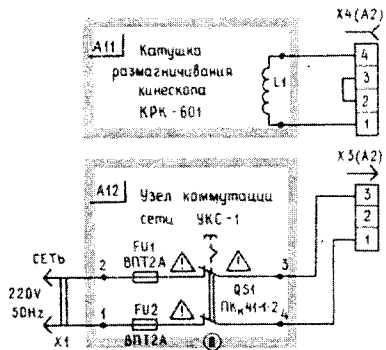 X4(A2)
A11
Катушка
размагничивания
кинескопа
КРК-601
L1
4
3
2
1
X3(A2)
A12
Узел коммутации
сети УКС-1
3
2
1
СЕТЬ
220V
50Hz
X1
2
FU1
ВПТ2А
!
!
3
QS1
ПКн41-1-2
1
FU2
ВПТ2А
!
4